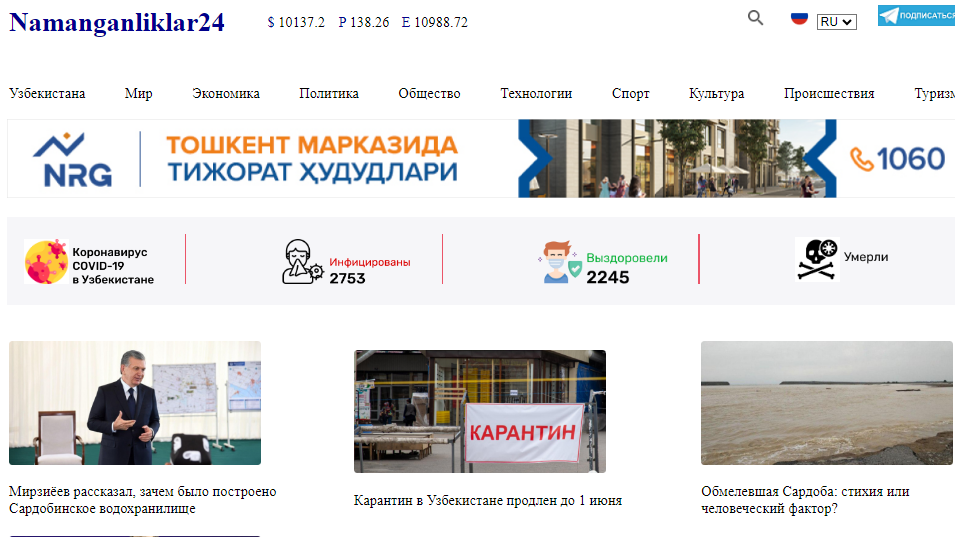 Namanganliklar24
$ 10137.2 P 138.26 E 10988.72
RU
ПОДПИСАТЬСЯ
Узбекистана Мир Экономика Политика Общество Технологии Спорт Культура Происшествия Туризм
NRG
ТОШКЕНТ МАРКАЗИДА
ТИЖОРАТ ҲУДУДЛАРИ
1060
Коронавирус
COVID-19
в Узбекистане
Инфицированы
2753
Выздоровели
2245
Умерли
КАРАНТИН
Мирзиёев рассказал, зачем было построено
Сардобинское водохранилище
Карантин в Узбекистане продлен до 1 июня
Обмелевшая Сардоба: стихия или
человеческий фактор?